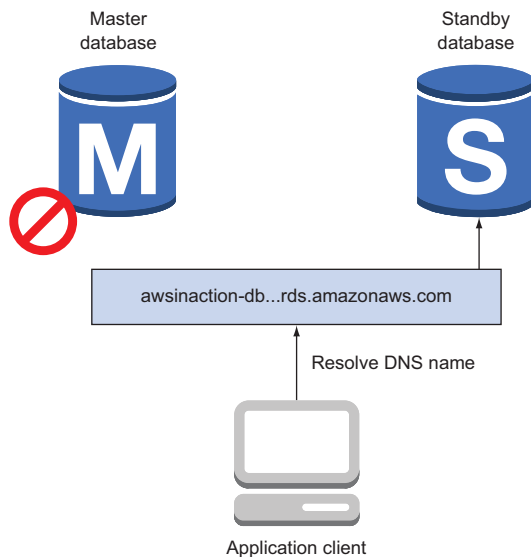 Master
database
Standby
database
M
S
awsinaction-db...rds.amazonaws.com
Resolve DNS name
Application client